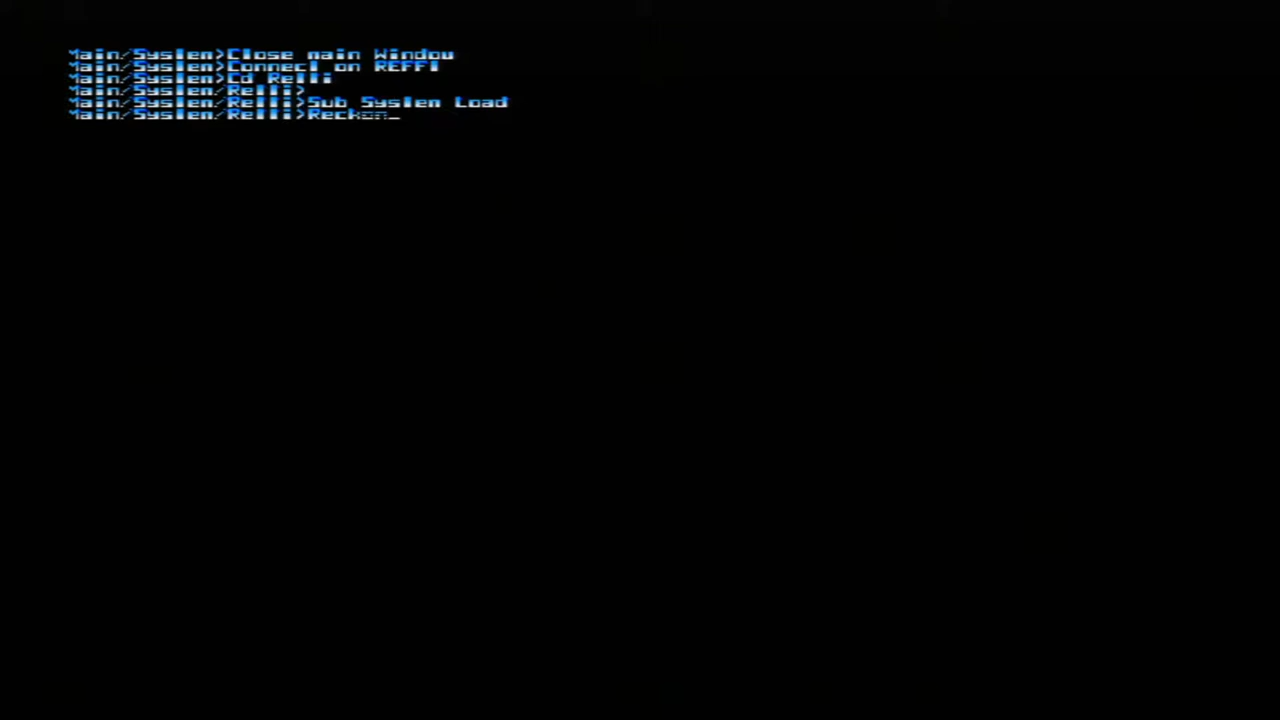 Main/System>Close main Window
Main/System>Connect on REFFI
Main/System>Cd Relli
Main/System/Relli>
Main/System/Relli>Sub System Load
Main/System/Relli>Reckon_